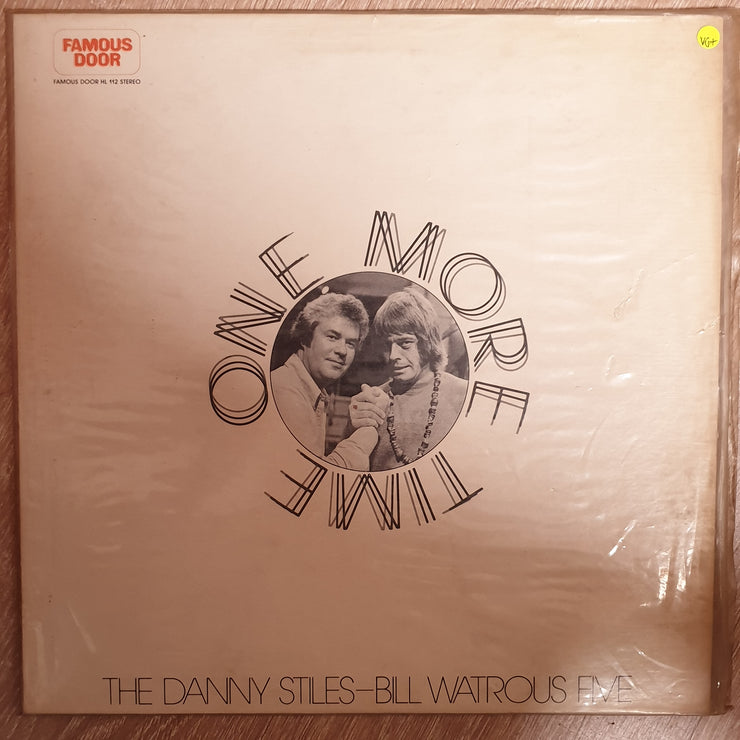 FAMOUS
DOOR
FAMOUS DOOR HL 112 STEREO
VG+
ONE MORE
TIME
THE DANNY STILES-BILL WATROUS FIVE